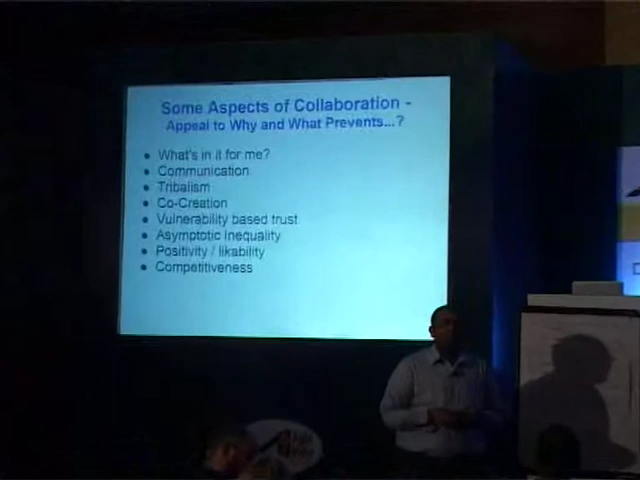 Some Aspects of Collaboration -
Appeal to Why and What Prevents...?
• What's in it for me?
• Communication
• Tribalism
• Co-Creation
• Vulnerability based trust
• Asymptotic Inequality
• Positivity / likability
• Competitiveness